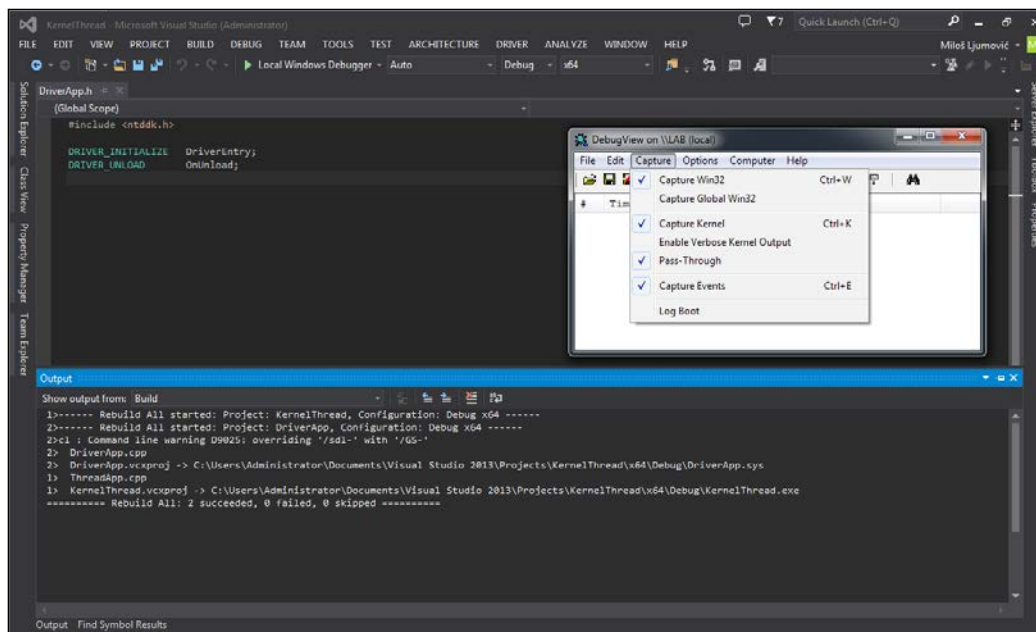 KernelThread - Microsoft Visual Studio (Administrator)
7
Quick Launch (Ctrl+Q)
FILE EDIT VIEW PROJECT BUILD DEBUG TEAM TOOLS TEST ARCHITECTURE DRIVER ANALYZE WINDOW HELP
Miloš Ljumović
Local Windows Debugger Auto Debug x64
Solution Explorer
Class View
Property Manager
Team Explorer
DriverApp.h
(Global Scope)
#include <ntddk.h>
DRIVER_INITIALIZE DriverEntry;
DRIVER_UNLOAD OnUnload;
DebugView on \\LAB (local)
File Edit Capture Options Computer Help
# Tim
Capture Win32 Ctrl+W
Capture Global Win32
Capture Kernel Ctrl+K
Enable Verbose Kernel Output
Pass-Through
Capture Events Ctrl+E
Log Boot
Server Explorer
Toolbox
Properties
Output
Show output from: Build
1>------ Rebuild All started: Project: KernelThread, Configuration: Debug x64 ------
2>------ Rebuild All started: Project: DriverApp, Configuration: Debug x64 ------
2>cl : Command line warning D9025: overriding '/sdl-' with '/GS-'
2> DriverApp.cpp
2> DriverApp.vcxproj -> C:\Users\Administrator\Documents\Visual Studio 2013\Projects\KernelThread\x64\Debug\DriverApp.sys
1> ThreadApp.cpp
1> KernelThread.vcxproj -> C:\Users\Administrator\Documents\Visual Studio 2013\Projects\KernelThread\x64\Debug\KernelThread.exe
========== Rebuild All: 2 succeeded, 0 failed, 0 skipped ==========
Output Find Symbol Results